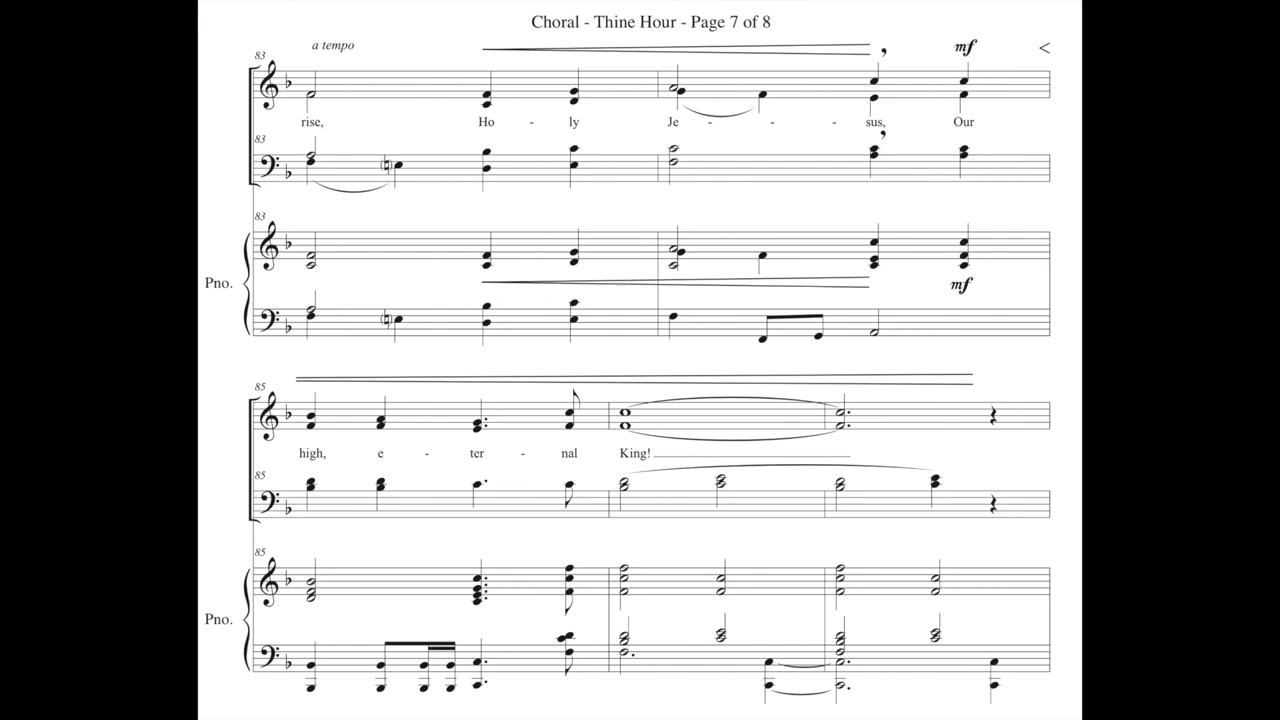 Choral - Thine Hour - Page 7 of 8
a tempo
mf
83
rise, Ho - ly Je - - - sus, Our
83
83
Pno.
mf
85
high, e - ter - nal King!
85
85
Pno.